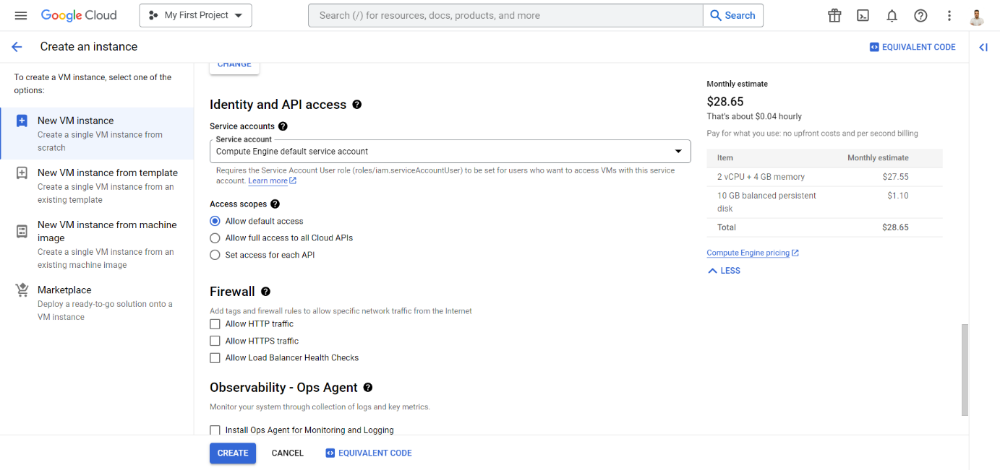 Google Cloud
My First Project
Search (/) for resources, docs, products, and more
Search
Create an instance
EQUIVALENT CODE
To create a VM instance, select one of the
options:
New VM instance
Create a single VM instance from
scratch
New VM instance from template
Create a single VM instance from an
existing template
New VM instance from machine
image
Create a single VM instance from an
existing machine image
Marketplace
Deploy a ready-to-go solution onto a
VM instance
CHANGE
Identity and API access
Service accounts
Service account
Compute Engine default service account
Requires the Service Account User role (roles/iam.serviceAccountUser) to be set for users who want to access VMs with this service
account. Learn more
Access scopes
Allow default access
Allow full access to all Cloud APIs
Set access for each API
Firewall
Add tags and firewall rules to allow specific network traffic from the Internet
Allow HTTP traffic
Allow HTTPS traffic
Allow Load Balancer Health Checks
Observability - Ops Agent
Monitor your system through collection of logs and key metrics.
Install Ops Agent for Monitoring and Logging
CREATE CANCEL EQUIVALENT CODE
Monthly estimate
$28.65
That's about $0.04 hourly
Pay for what you use: no upfront costs and per second billing
Item Monthly estimate
2 vCPU + 4 GB memory $27.55
10 GB balanced persistent $1.10
disk
Total $28.65
Compute Engine pricing
LESS